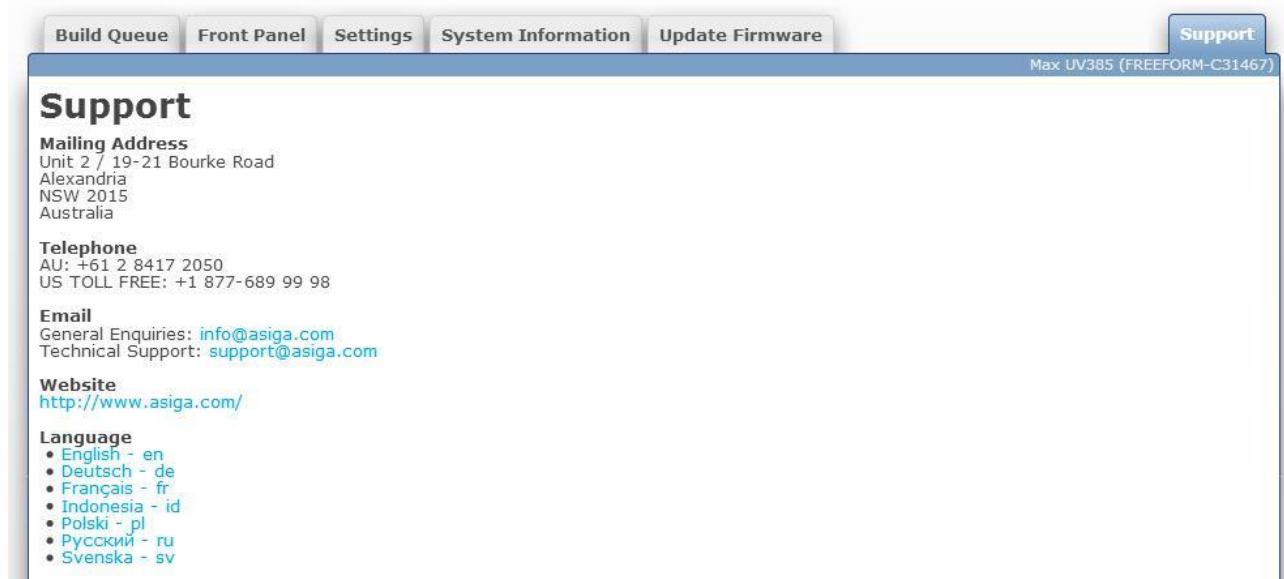 Build Queue Front Panel Settings System Information Update Firmware Support
Max UV385 (FREEFORM-C31467)
Support
Mailing Address
Unit 2 / 19-21 Bourke Road
Alexandria
NSW 2015
Australia
Telephone
AU: +61 2 8417 2050
US TOLL FREE: +1 877-689 99 98
Email
General Enquiries: info@asiga.com
Technical Support: support@asiga.com
Website
http://www.asiga.com/
Language
• English - en
• Deutsch - de
• Français - fr
• Indonesia - id
• Polski - pl
• Русский - ru
• Svenska - sv